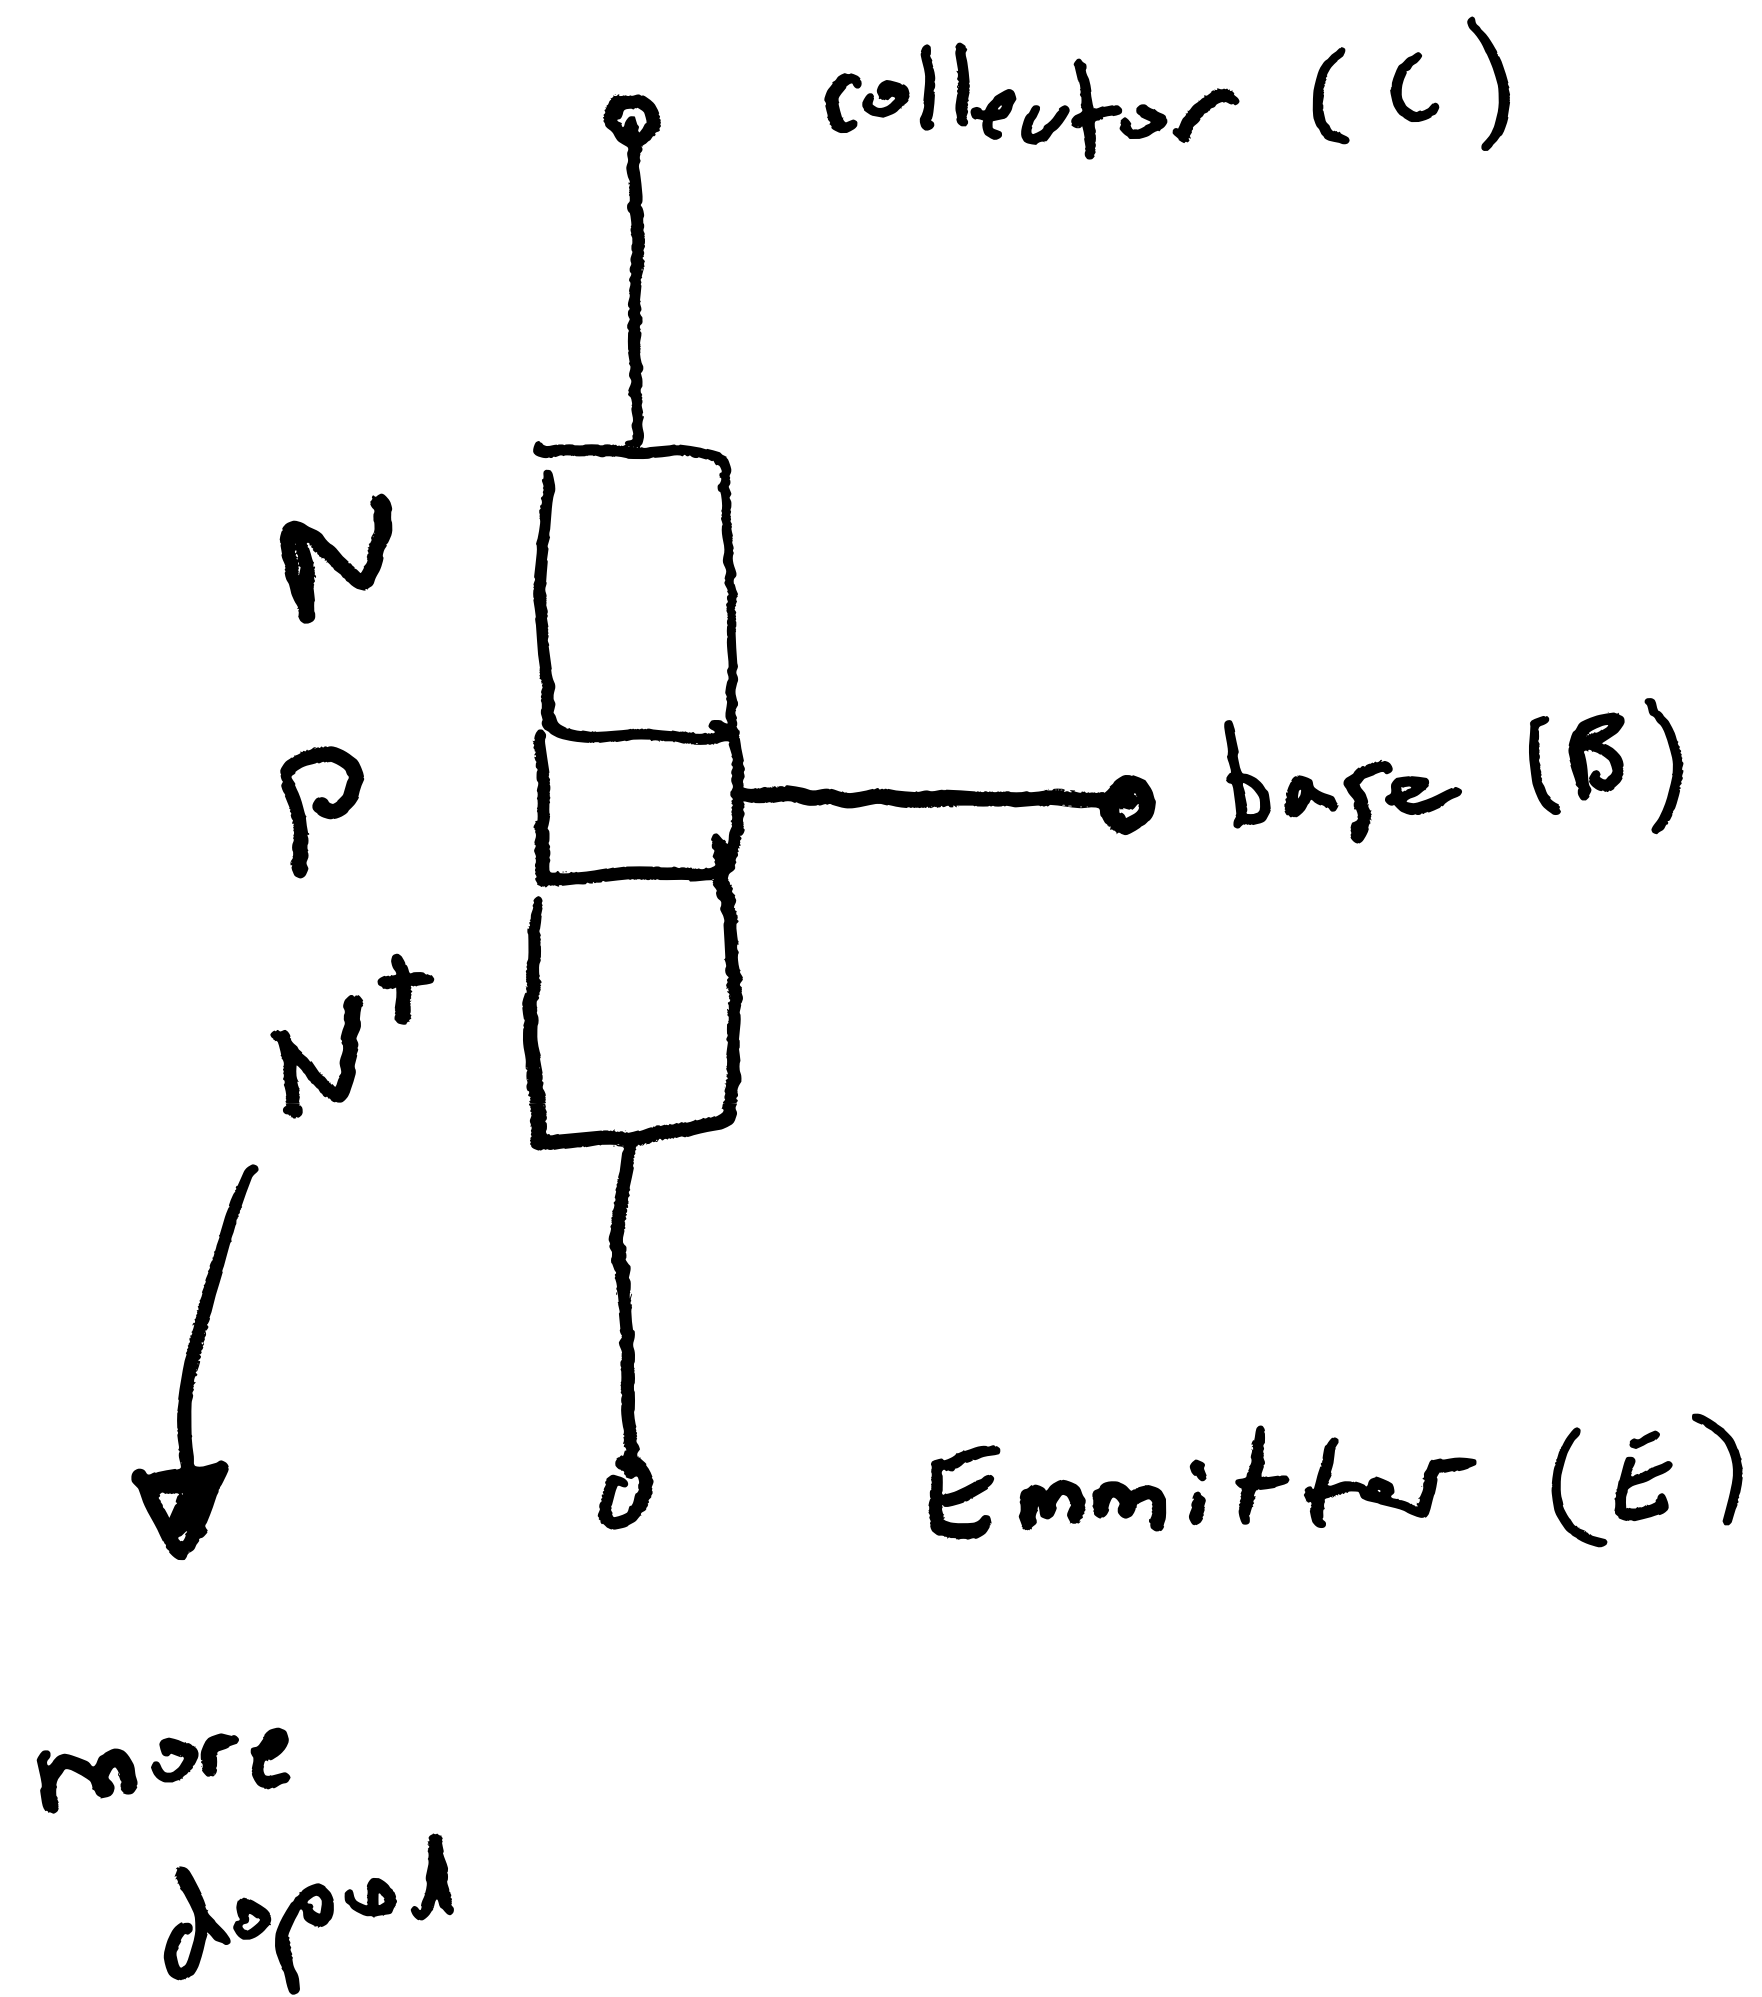 collector (C)
N
P
base (B)
N+
Emmitter (E)
more
doped